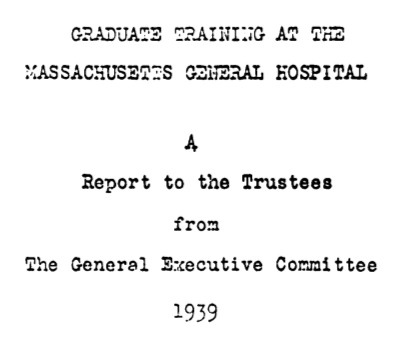 GRADUATE TRAINING AT THE
MASSACHUSETTS GENERAL HOSPITAL
A
Report to the Trustees
from
The General Executive Committee
1939